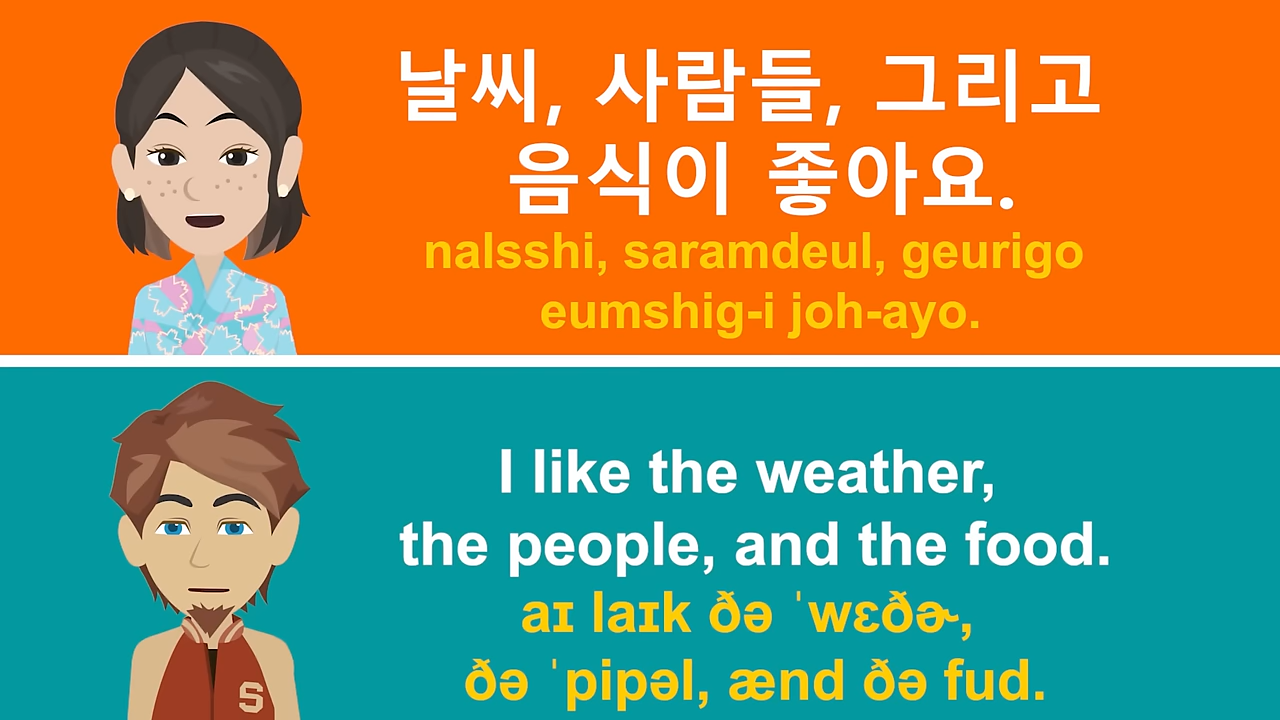 날씨, 사람들, 그리고
음식이 좋아요.
nalsshi, saramdeul, geurigo
eumshig-i joh-ayo.
I like the weather,
the people, and the food.
aɪ laɪk ðə ˈwɛðɚ,
ðə ˈpipəl, ænd ðə fud.
S